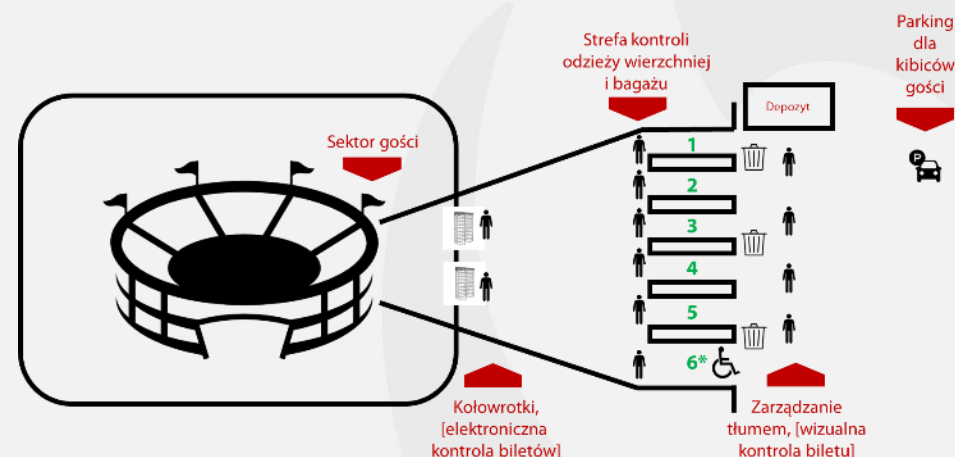 Parking
dla
kibiców
gości
Strefa kontroli
odzieży wierzchniej
i bagażu
Depozyt
Sektor gości
P
1
2
3
4
5
6*
Kołowrotki,
[elektroniczna
kontrola biletów]
Zarządzanie
tłumem, [wizualna
kontrola biletu]